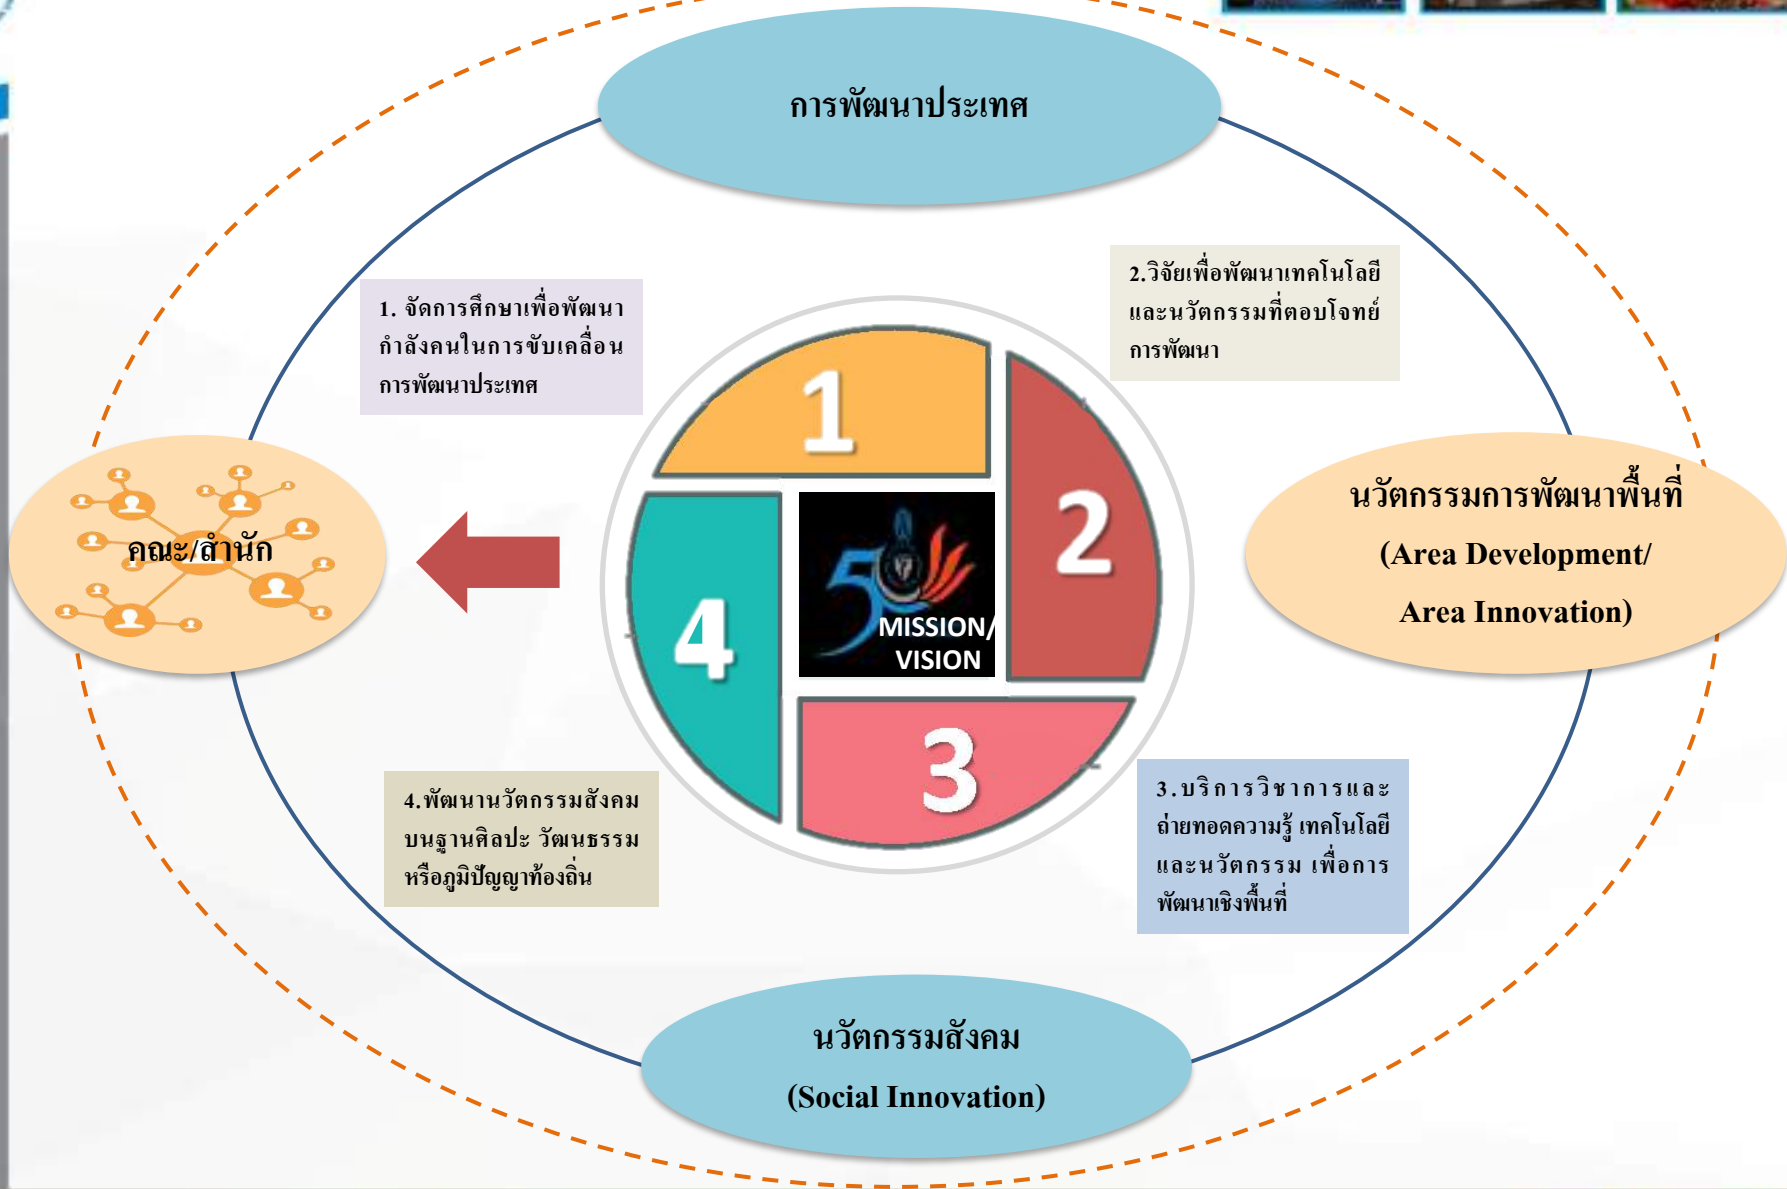 การพัฒนาประเทศ
1. จัดการศึกษาเพื่อพัฒนา
กำลังคนในการขับเคลื่อน
การพัฒนาประเทศ
2.วิจัยเพื่อพัฒนาเทคโนโลยี
และนวัตกรรมที่ตอบโจทย์
การพัฒนา
คณะ/สำนัก
1
2
3
4
5
MISSION/
VISION
นวัตกรรมการพัฒนาพื้นที่
(Area Development/
Area Innovation)
4.พัฒนานวัตกรรมสังคม
บนฐานศิลปะ วัฒนธรรม
หรือภูมิปัญญาท้องถิ่น
3.บริการวิชาการและ
ถ่ายทอดความรู้ เทคโนโลยี
และนวัตกรรม เพื่อการ
พัฒนาเชิงพื้นที่
นวัตกรรมสังคม
(Social Innovation)